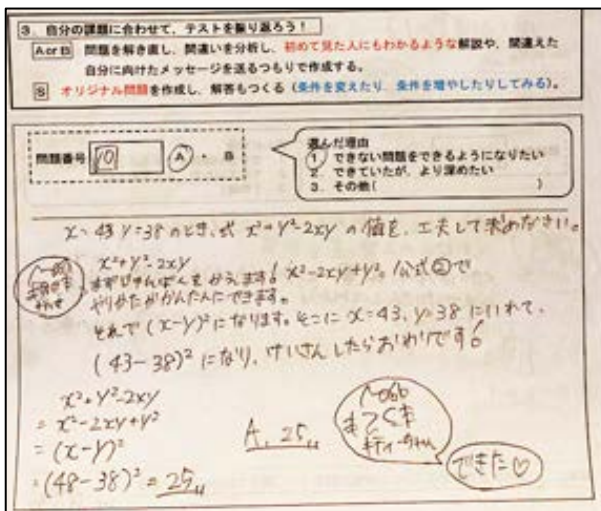 3 自分の課題に合わせて、テストを振り返ろう！
A or B 問題を解き直し、間違いを分析し、初めて見た人にもわかるような解説や、間違えた
自分に向けたメッセージを送るつもりで作成する。
S オリジナル問題を作成し、解答もつくる（条件を変えたり、条件を増やしたりしてみる）。
問題番号 10 A ・ B
選んだ理由
1 できない問題をできるようになりたい
2 できていたが、より深めたい
3 その他( )
x=43 y=38のとき、式 x²+y²-2xy の値を、工夫して求めなさい。
x²+y²-2xy
まずじゅんばんをかえます! x²-2xy+y² 公式②で
やりかたがかんたんにできます。
それで(x-y)²になります。そこに x=43, y=38 にいれて、
(43-38)²になり、けいさんしたらおわりです!
x²+y²-2xy
= x²-2xy+y²
= (x-y)²
= (48-38)² = 25
A, 25
P66
できた♡